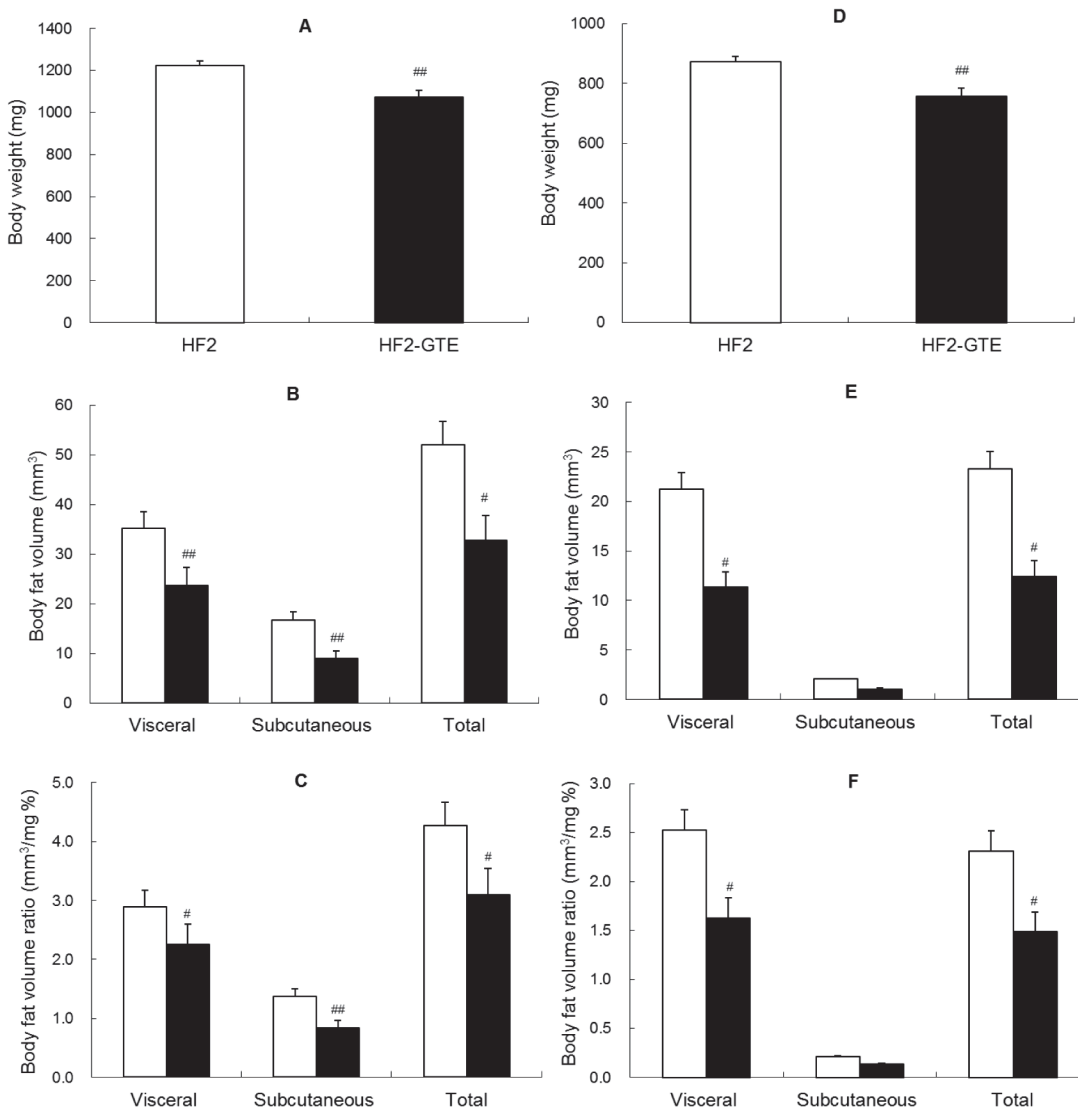 A
Body weight (mg)
1400
1200
1000
800
600
400
200
0
##
HF2
HF2-GTE
D
Body weight (mg)
1000
800
600
400
200
0
##
HF2
HF2-GTE
B
Body fat volume (mm³)
60
50
40
30
20
10
0
##
##
#
Visceral
Subcutaneous
Total
E
Body fat volume (mm³)
30
25
20
15
10
5
0
#
#
Visceral
Subcutaneous
Total
C
Body fat volume ratio (mm³/mg %)
5.0
4.0
3.0
2.0
1.0
0.0
#
##
#
Visceral
Subcutaneous
Total
F
Body fat volume ratio (mm³/mg %)
3.0
2.5
2.0
1.5
1.0
0.5
0.0
#
#
Visceral
Subcutaneous
Total